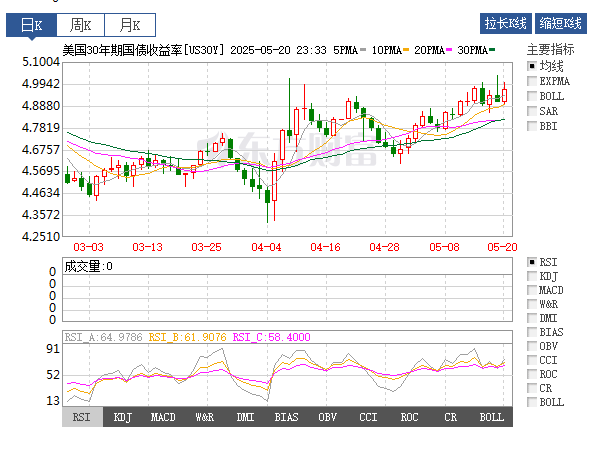 日K 周K 月K 拉长K线 缩短K线
美国30年期国债收益率[US30Y] 2025-05-20 23:33 5PMA 10PMA 20PMA 30PMA
主要指标
均线
EXPMA
BOLL
SAR
BBI
5.1004
4.9942
4.8880
4.7819
4.6757
4.5695
4.4634
4.3572
4.2510
东 财富
03-03 03-13 03-25 04-04 04-16 04-28 05-08 05-20
成交量:0
0
0
0
0
0
RSI_A:64.9786 RSI_B:61.9076 RSI_C:58.4000
91
52
13
RSI
KDJ
MACD
W&R
DMI
BIAS
OBV
CCI
ROC
CR
BOLL
RSI KDJ MACD W&R DMI BIAS OBV CCI ROC CR BOLL